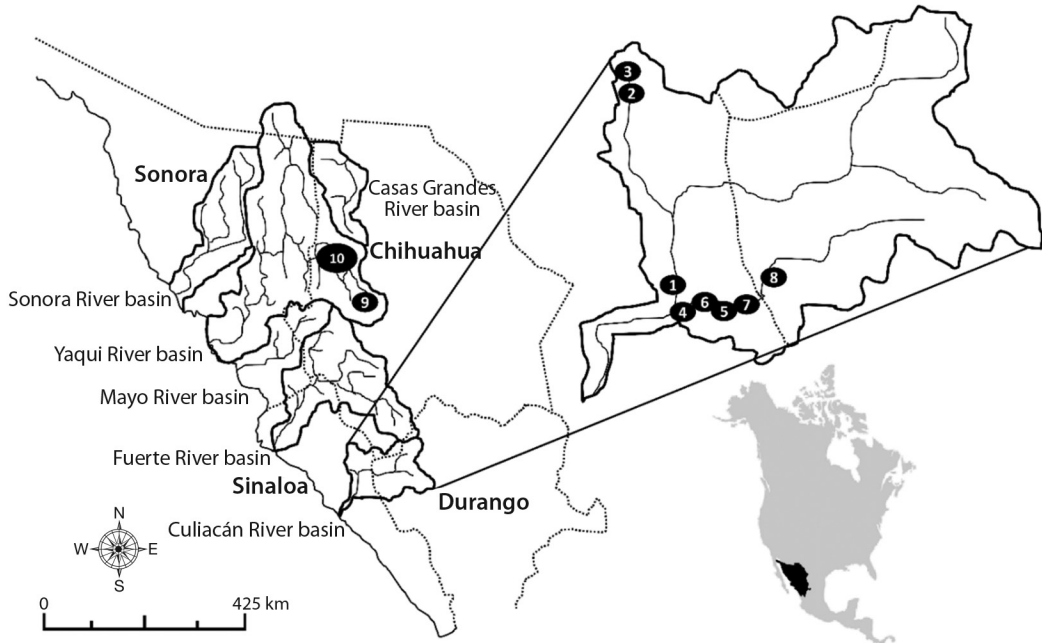 3
2
Sonora
Casas Grandes
River basin
Chihuahua
10
9
1
8
6
7
4
5
Sonora River basin
Yaqui River basin
Mayo River basin
Fuerte River basin
Sinaloa
Durango
Culiacán River basin
N
W
E
S
0
425 km